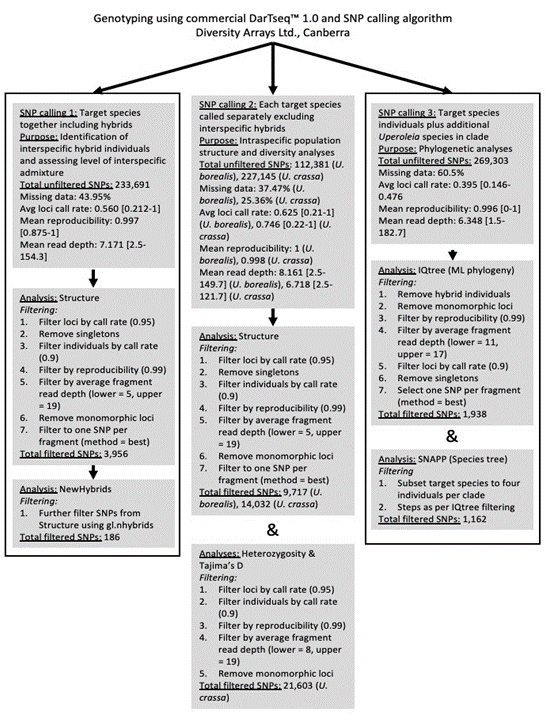 Genotyping using commercial DarTseq™ 1.0 and SNP calling algorithm
Diversity Arrays Ltd., Canberra
SNP calling 1: Target species
together including hybrids
Purpose: Identification of
interspecific hybrid individuals
and assessing level of interspecific
admixture
Total unfiltered SNPs: 233,691
Missing data: 43.95%
Avg loci call rate: 0.560 [0.212-1]
Mean reproducibility: 0.997
[0.875-1]
Mean read depth: 7.171 [2.5-
154.3]
Analysis: Structure
Filtering:
1. Filter loci by call rate (0.95)
2. Remove singletons
3. Filter individuals by call rate
(0.9)
4. Filter by reproducibility (0.99)
5. Filter by average fragment
read depth (lower = 5, upper
= 19)
6. Remove monomorphic loci
7. Filter to one SNP per
fragment (method = best)
Total filtered SNPs: 3,956
Analysis: NewHybrids
Filtering:
1. Further filter SNPs from
Structure using gl.nhybrids
Total filtered SNPs: 186
SNP calling 2: Each target species
called separately excluding
interspecific hybrids
Purpose: Intraspecific population
structure and diversity analyses
Total unfiltered SNPs: 112,381 (U.
borealis), 227,145 (U. crassa)
Missing data: 37.47% (U.
borealis), 25.36% (U. crassa)
Avg loci call rate: 0.625 [0.21-1]
(U. borealis), 0.746 [0.22-1] (U.
crassa)
Mean reproducibility: 1 (U.
borealis), 0.998 (U. crassa)
Mean read depth: 8.161 [2.5-
149.7] (U. borealis), 6.718 [2.5-
121.7] (U. crassa)
Analysis: Structure
Filtering:
1. Filter loci by call rate (0.95)
2. Remove singletons
3. Filter individuals by call rate
(0.9)
4. Filter by reproducibility (0.99)
5. Filter by average fragment
read depth (lower = 5, upper
= 19)
6. Remove monomorphic loci
7. Filter to one SNP per
fragment (method = best)
Total filtered SNPs: 9,717 (U.
borealis), 14,032 (U. crassa)
&
Analyses: Heterozygosity &
Tajima's D
Filtering:
1. Filter loci by call rate (0.95)
2. Filter individuals by call rate
(0.9)
3. Filter by reproducibility (0.99)
4. Filter by average fragment
read depth (lower = 8, upper
= 19)
5. Remove monomorphic loci
Total filtered SNPs: 21,603 (U.
crassa)
SNP calling 3: Target species
individuals plus additional
Uperoleia species in clade
Purpose: Phylogenetic analyses
Total unfiltered SNPs: 269,303
Missing data: 60.5%
Avg loci call rate: 0.395 [0.146-
0.476
Mean reproducibility: 0.996 [0-1]
Mean read depth: 6.348 [1.5-
182.7]
Analysis: IQtree (ML phylogeny)
Filtering:
1. Remove hybrid individuals
2. Remove monomorphic loci
3. Filter by reproducibility (0.99)
4. Filter by average fragment
read depth (lower = 11,
upper = 17)
5. Filter loci by call rate (0.9)
6. Remove singletons
7. Select one SNP per fragment
(method = best)
Total filtered SNPs: 1,938
&
Analysis: SNAPP (Species tree)
Filtering
1. Subset target species to four
individuals per clade
2. Steps as per IQtree filtering
Total filtered SNPs: 1,162